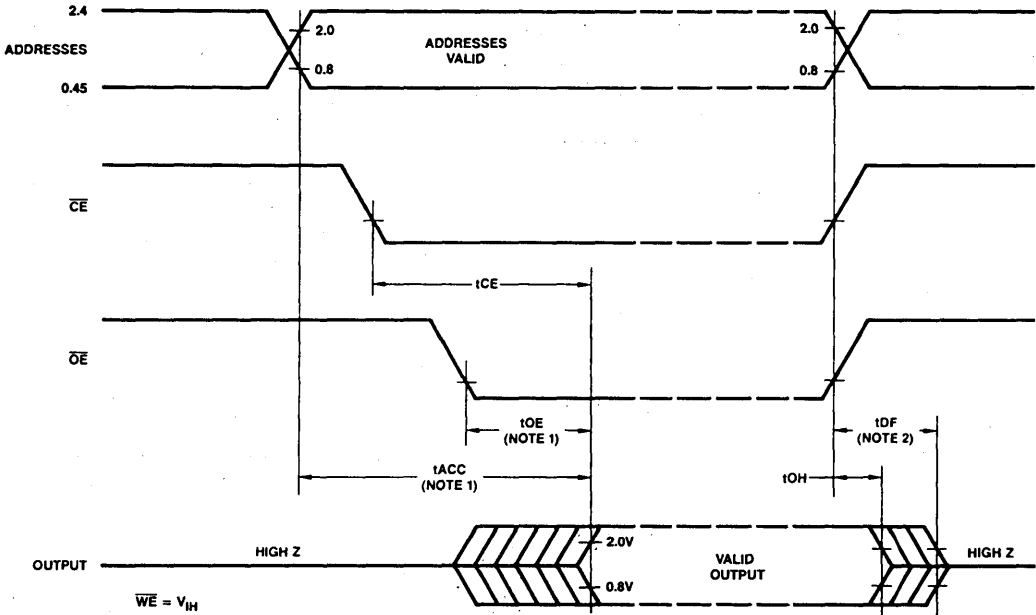 2.4
ADDRESSES
0.45
2.0
0.8
ADDRESSES
VALID
2.0
0.8
CE
tCE
OE
tOE
(NOTE 1)
tDF
(NOTE 2)
tACC
(NOTE 1)
tOH
OUTPUT
HIGH Z
2.0V
0.8V
VALID
OUTPUT
HIGH Z
WE = VIH